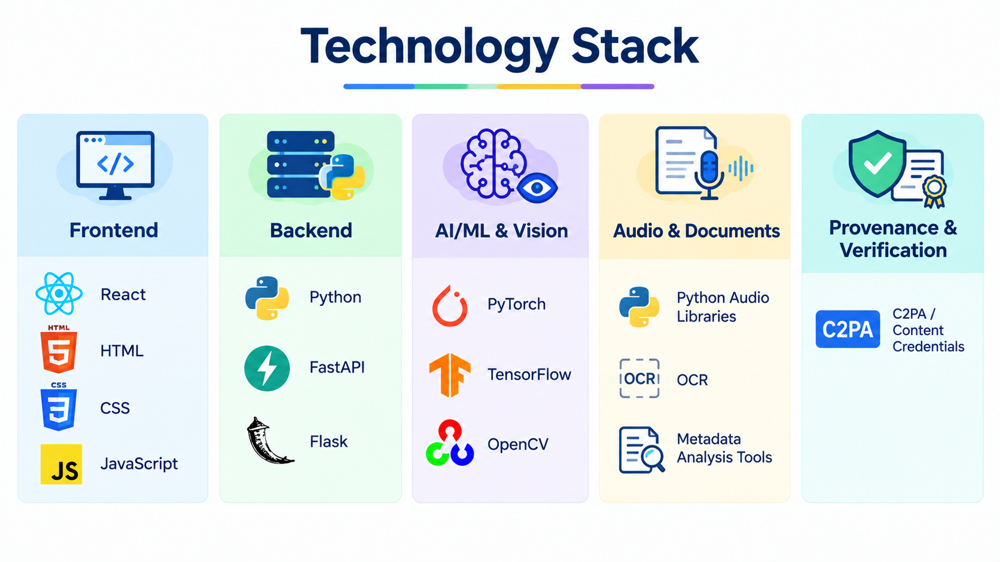 Technology Stack
Frontend
HTML
CSS
JS
React
HTML
CSS
JavaScript
Backend
Python
FastAPI
Flask
AI/ML & Vision
PyTorch
TensorFlow
OpenCV
Audio & Documents
Python Audio
Libraries
OCR
OCR
Metadata
Analysis Tools
Provenance &
Verification
C2PA
C2PA /
Content
Credentials